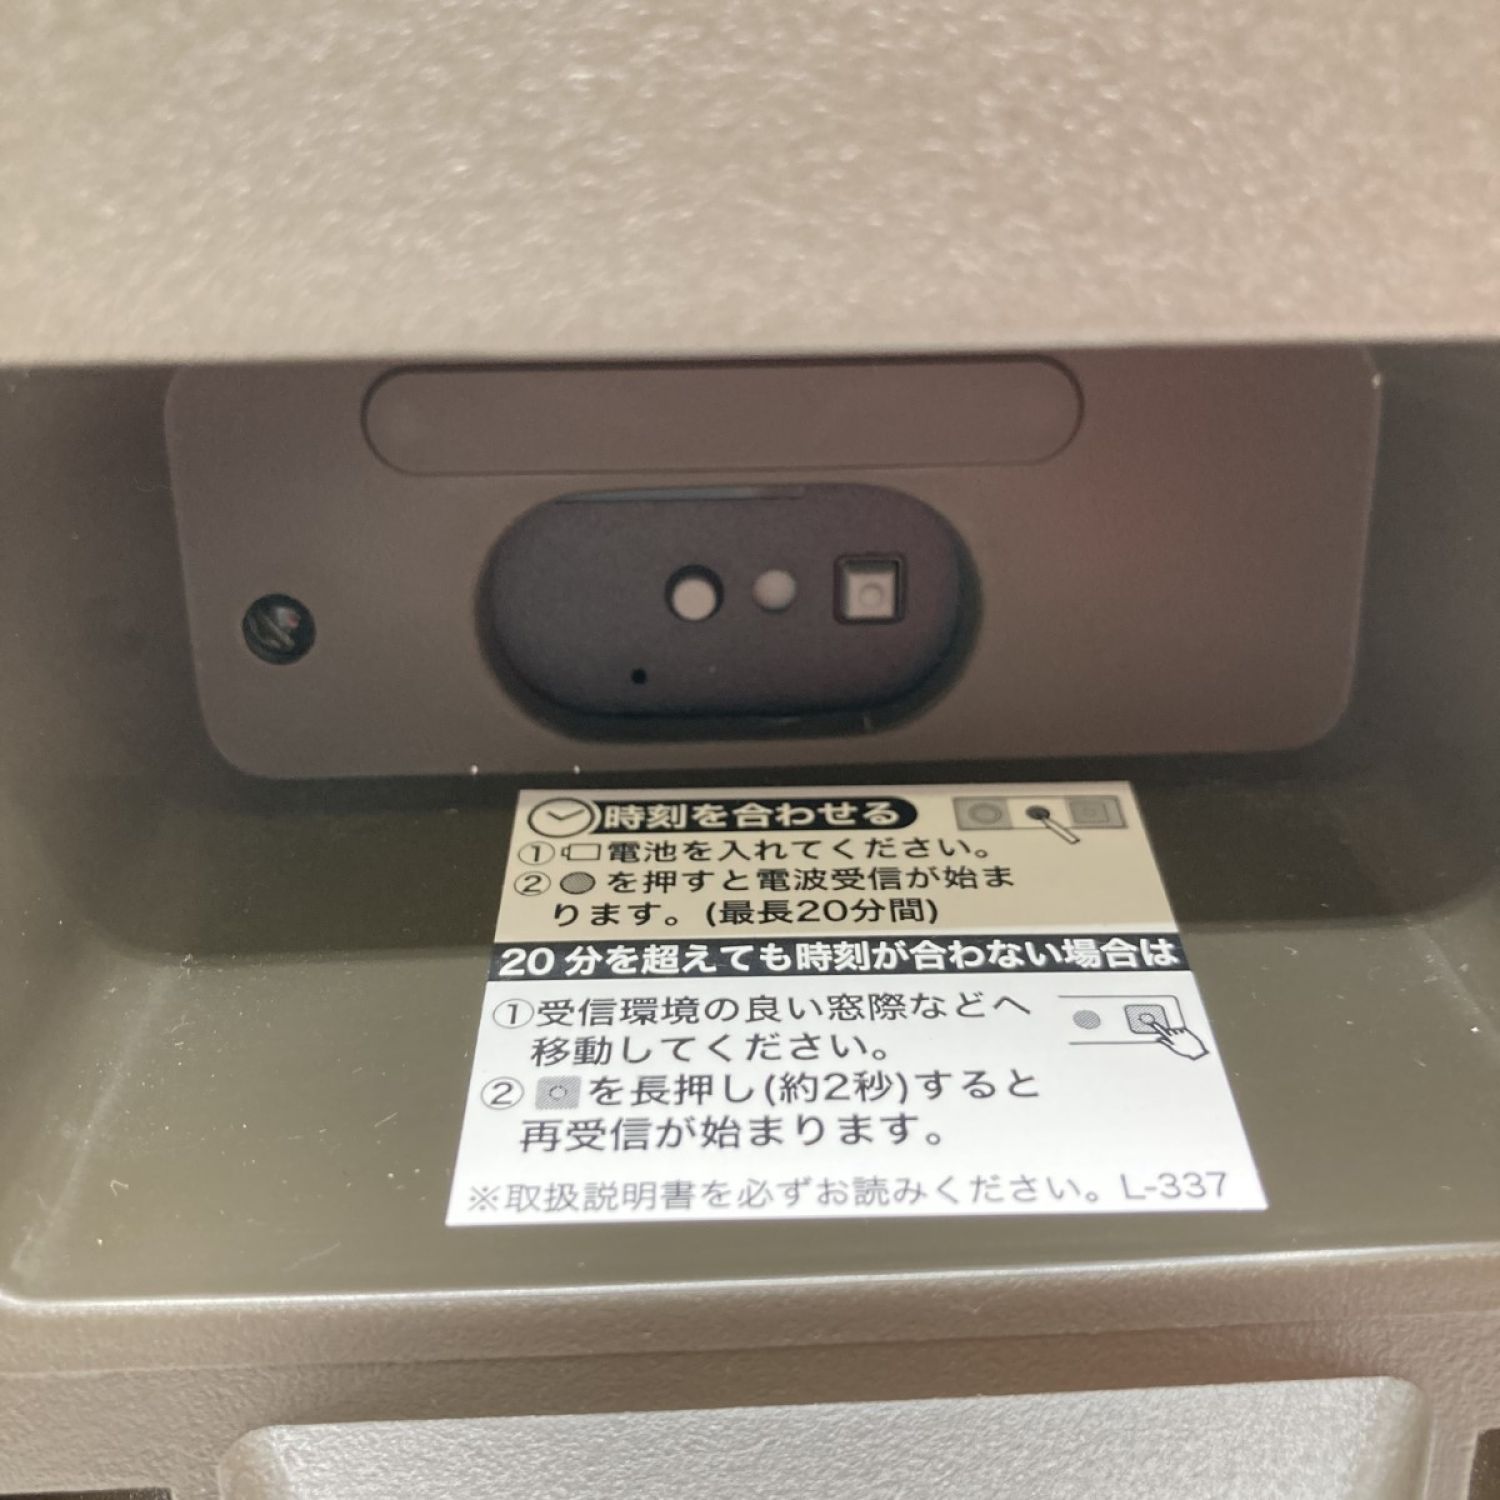 時刻を合わせる
①電池を入れてください。
②●を押すと電波受信が始ま
ります。(最長20分間)
20分を超えても時刻が合わない場合は
①受信環境の良い窓際などへ
移動してください。
②を長押し(約2秒)すると
再受信が始まります。
※取扱説明書を必ずお読みください。L-337